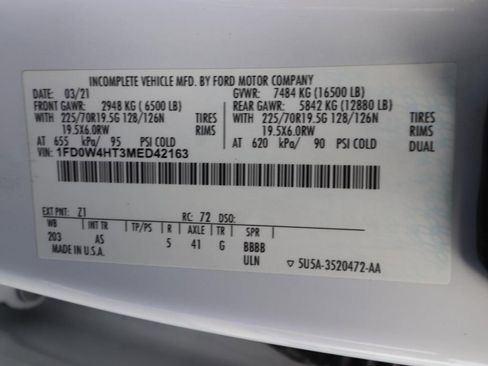 INCOMPLETE VEHICLE MFD. BY FORD MOTOR COMPANY
DATE: 03/21 GVWR: 7484 KG (16500 LB)
FRONT GAWR: 2948 KG ( 6500 LB) REAR GAWR: 5842 KG (12880 LB)
WITH 225/70R19.5G 128/126N TIRES WITH 225/70R19.5G 128/126N TIRES
19.5X6.0RW RIMS 19.5X6.0RW RIMS
AT 655 kPa/ 95 PSI COLD AT 620 kPa/ 90 PSI COLD DUAL
VIN: 1FD0W4HT3MED42163
EXT PNT: Z1 RC: 72 DSO:
WB INT TR TP/PS R AXLE TR SPR
203 AS 5 41 G BBBB
MADE IN U.S.A. ULN ▽ 5U5A-3520472-AA